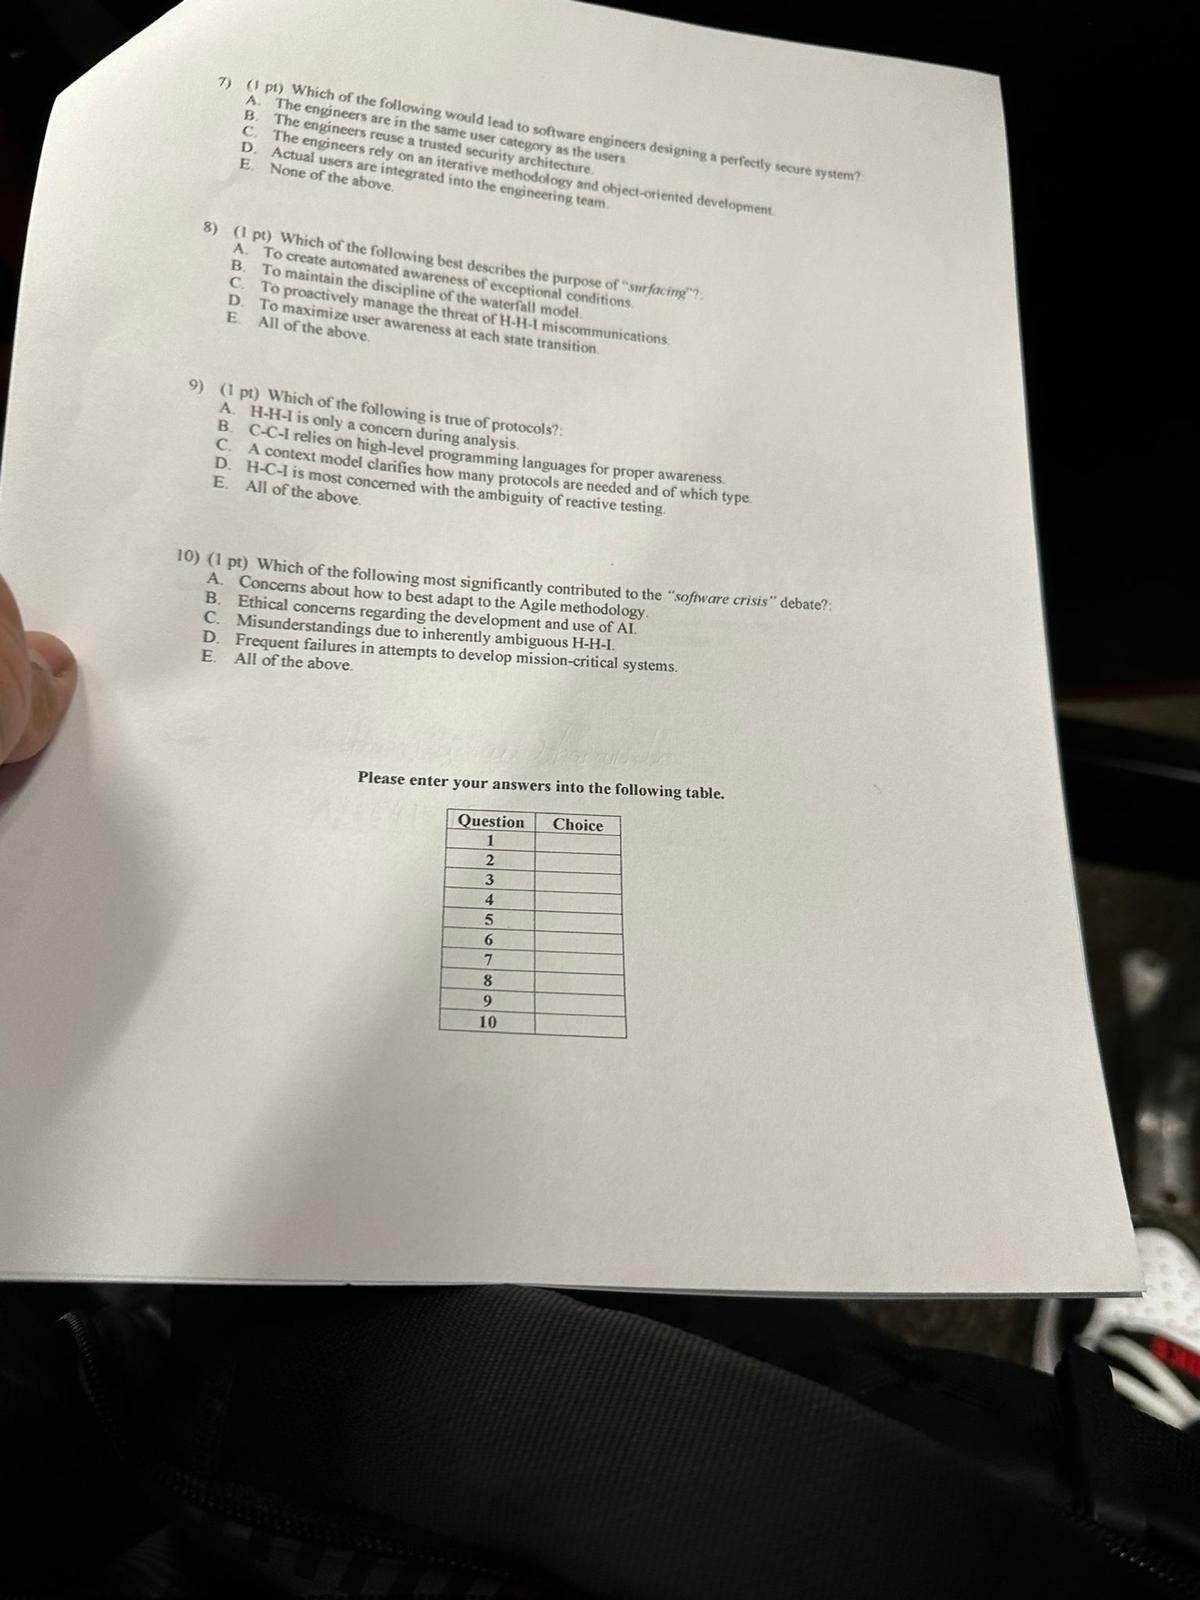 7) (1 pt) Which of the following would lead to software engineers designing a perfectly secure system?:
A. The engineers are in the same user category as the users.
B. The engineers reuse a trusted security architecture.
C. The engineers rely on an iterative methodology and object-oriented development.
D. Actual users are integrated into the engineering team.
E. None of the above.
8) (1 pt) Which of the following best describes the purpose of "surfacing"?:
A. To create automated awareness of exceptional conditions.
B. To maintain the discipline of the waterfall model.
C. To proactively manage the threat of H-H-I miscommunications.
D. To maximize user awareness at each state transition.
E. All of the above.
9) (1 pt) Which of the following is true of protocols?:
A. H-H-I is only a concern during analysis.
B. C-C-I relies on high-level programming languages for proper awareness.
C. A context model clarifies how many protocols are needed and of which type.
D. H-C-I is most concerned with the ambiguity of reactive testing.
E. All of the above.
10) (1 pt) Which of the following most significantly contributed to the "software crisis" debate?:
A. Concerns about how to best adapt to the Agile methodology.
B. Ethical concerns regarding the development and use of AI.
C. Misunderstandings due to inherently ambiguous H-H-I.
D. Frequent failures in attempts to develop mission-critical systems.
E. All of the above.
Please enter your answers into the following table.
Question Choice
1
2
3
4
5
6
7
8
9
10